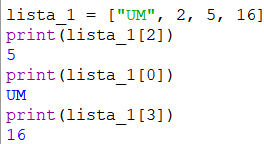 lista_1 = ["UM", 2, 5, 16]
print(lista_1[2])
5
print(lista_1[0])
UM
print(lista_1[3])
16